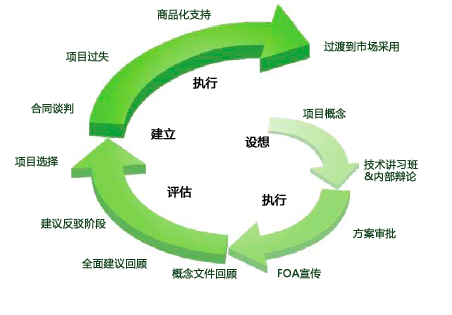 商品化支持
过渡到市场采用
项目过失
执行
合同谈判
项目概念
建立
设想
项目选择
技术讲习班
&内部辩论
评估
执行
建议反驳阶段
方案审批
全面建议回顾
概念文件回顾
FOA宣传